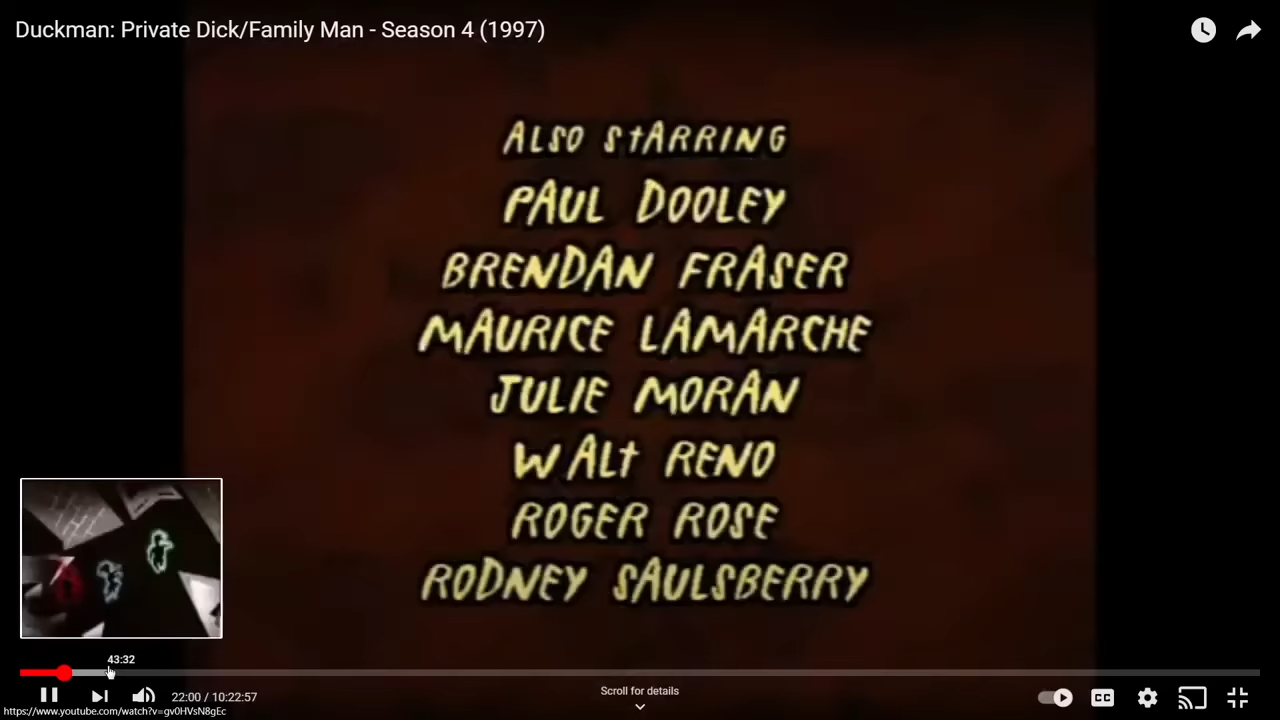 Duckman: Private Dick/Family Man - Season 4 (1997)
ALSO STARRING
PAUL DOOLEY
BRENDAN FRASER
MAURICE LAMARCHE
JULIE MORAN
WALT RENO
ROGER ROSE
RODNEY SAULSBERRY
43:32
22:00 / 10:22:57
Scroll for details
CC
https://www.youtube.com/watch?v=gv0HVsN8gEc